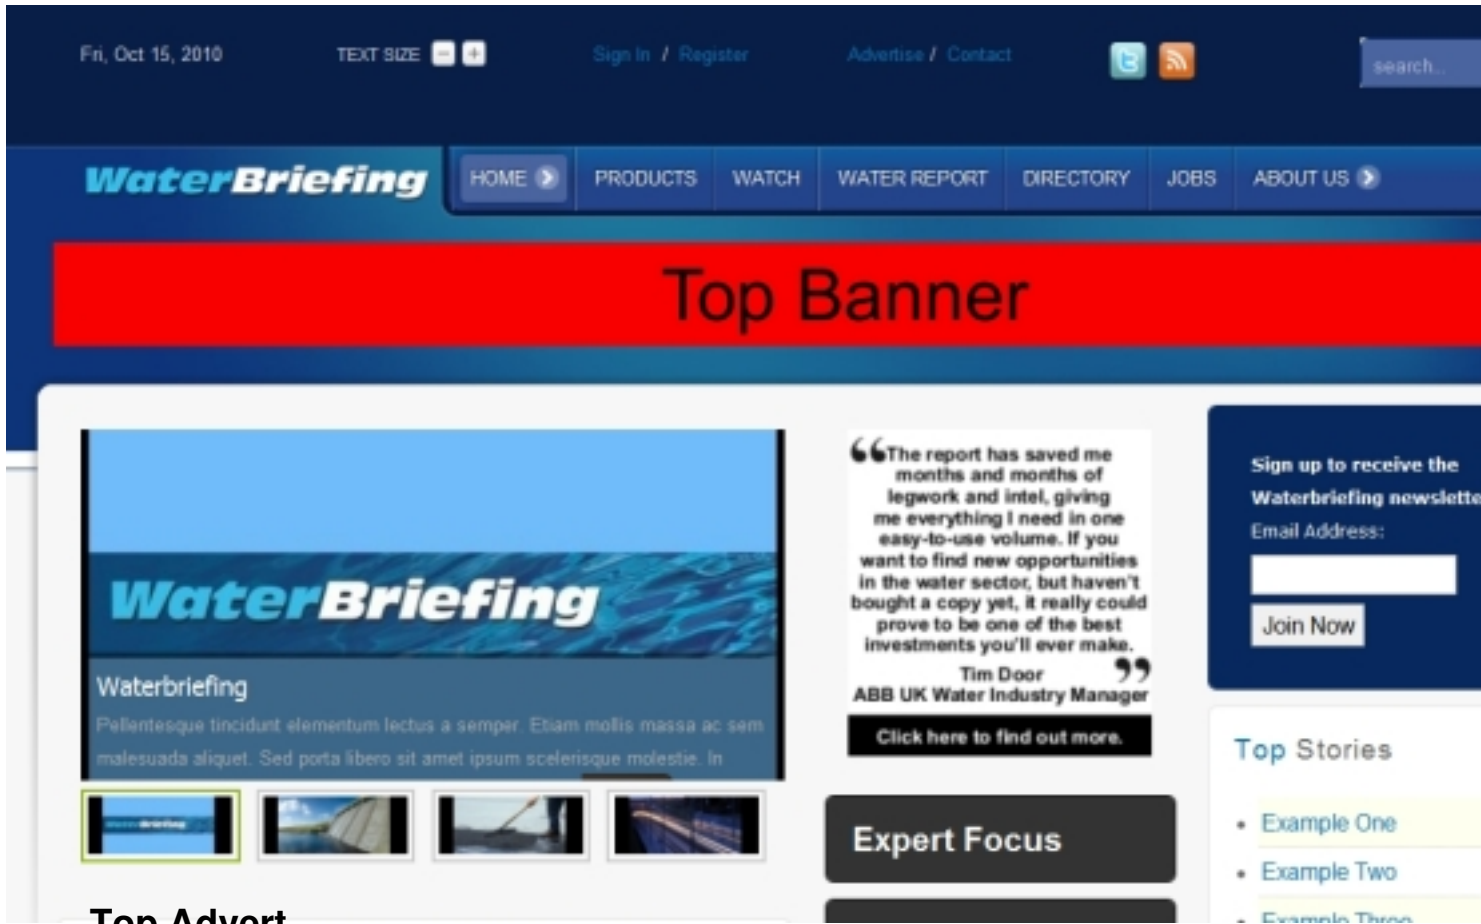 Fri, Oct 15, 2010
TEXT SIZE - +
Sign In / Register
Advertise / Contact
search...
WaterBriefing
HOME
PRODUCTS
WATCH
WATER REPORT
DIRECTORY
JOBS
ABOUT US
Top Banner
WaterBriefing
Waterbriefing
Pellentesque tincidunt elementum lectus a semper. Etiam mollis massa ac sem
malesuada aliquet. Sed porta libero sit amet ipsum scelerisque molestie. In
Top Advert
“The report has saved me
months and months of
legwork and intel, giving
me everything I need in one
easy-to-use volume. If you
want to find new opportunities
in the water sector, but haven't
bought a copy yet, it really could
prove to be one of the best
investments you'll ever make.
Tim Door ”
ABB UK Water Industry Manager
Click here to find out more.
Expert Focus
Sign up to receive the
Waterbriefing newslette
Email Address:
Join Now
Top Stories
• Example One
• Example Two
• Example Three